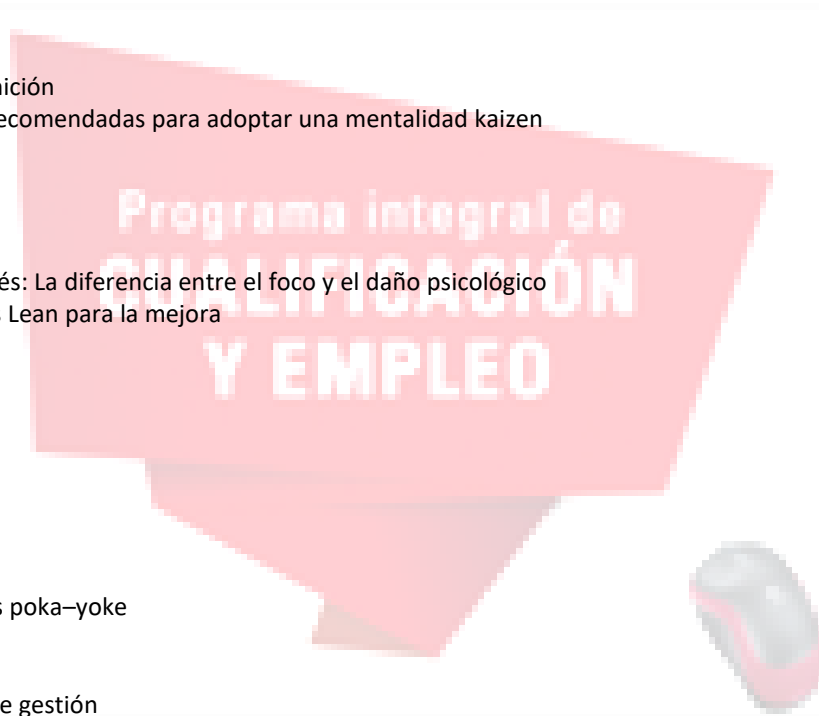 nición
ecomendadas para adoptar una mentalidad kaizen
Programa integral de
és: La diferencia entre el foco y el daño psicológico
CUALIFICACIÓN
Lean para la mejora
Y EMPLEO
s poka–yoke
e gestión